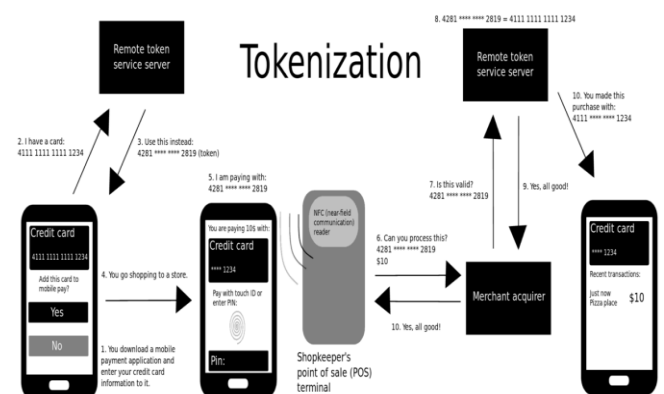 Tokenization
Remote token
service server
2. I have a card:
4111 1111 1111 1234
3. Use this instead:
4281 **** **** 2819 (token)
Credit card
4111 1111 1111 1234
Add this card to
mobile pay?
Yes
No
4. You go shopping to a store.
1. You download a mobile
payment application and
enter your credit card
information to it.
5. I am paying with:
4281 **** **** 2819
You are paying 10$ with:
Credit card
**** 1234
Pay with touch ID or
enter PIN:
Pin:
NFC (near-field
communication)
reader
Shopkeeper's
point of sale (POS)
terminal
6. Can you process this?
4281 **** **** 2819
$10
10. Yes, all good!
Merchant acquirer
7. Is this valid?
4281 **** **** 2819
8. 4281 **** **** 2819 = 4111 1111 1111 1234
Remote token
service server
9. Yes, all good!
10. You made this
purchase with:
4111 **** **** 1234
Credit card
**** 1234
Recent transactions:
Just now
Pizza place
$10